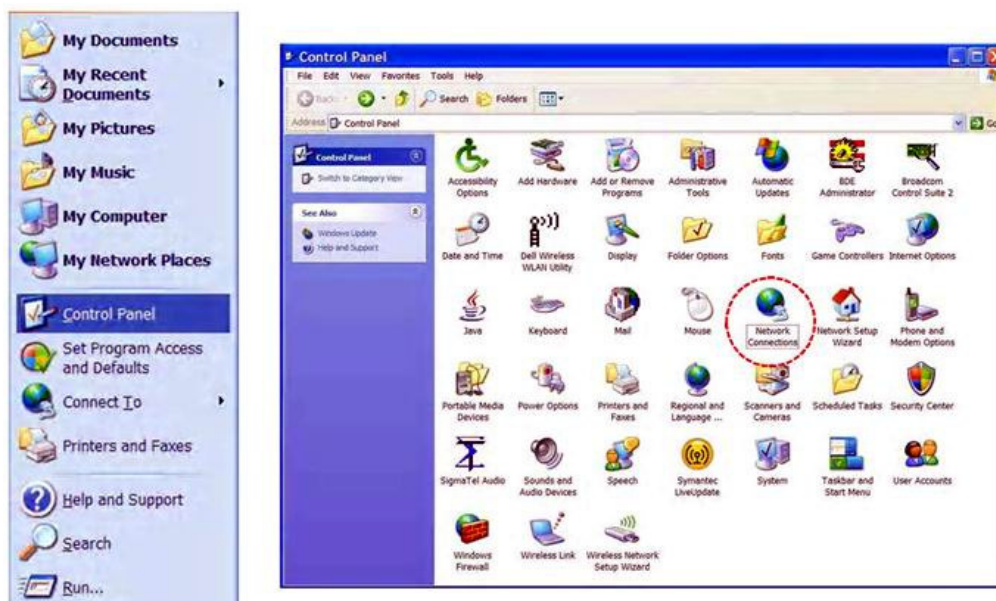 My Documents
My Recent
Documents
My Pictures
My Music
My Computer
My Network Places
Control Panel
Set Program Access
and Defaults
Connect To
Printers and Faxes
Help and Support
Search
Run...
Control Panel
File Edit View Favorites Tools Help
Back Search Folders
Address Control Panel Go
Control Panel
Switch to Category View
See Also
Windows Update
Help and Support
Accessibility Options
Add Hardware
Add or Remove Programs
Administrative Tools
Automatic Updates
BDE Administrator
Broadcom Control Suite 2
Date and Time
Dell Wireless WLAN Utility
Display
Folder Options
Fonts
Game Controllers
Internet Options
Java
Keyboard
Mail
Mouse
Network Connections
Network Setup Wizard
Phone and Modem Options
Portable Media Devices
Power Options
Printers and Faxes
Regional and Language ...
Scanners and Cameras
Scheduled Tasks
Security Center
SigmaTel Audio
Sounds and Audio Devices
Speech
Symantec LiveUpdate
System
Taskbar and Start Menu
User Accounts
Windows Firewall
Wireless Link
Wireless Network Setup Wizard